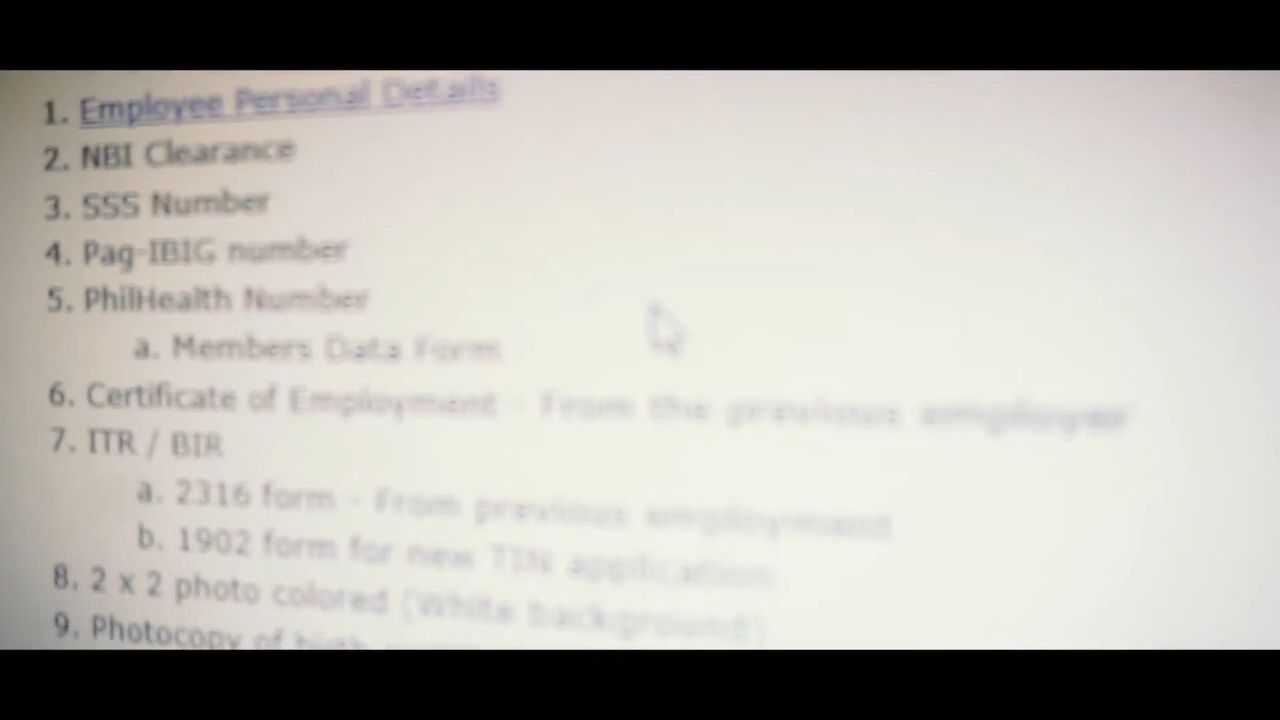 1. Employee Personal Details
2. NBI Clearance
3. SSS Number
4. Pag-IBIG number
5. PhilHealth Number
a. Members Data Form
6. Certificate of Employment - From the previous employer
7. ITR / BIR
a. 2316 form - From previous employment
b. 1902 form for new TIN application
8. 2 x 2 photo colored (White background)
9. Photocopy of birth